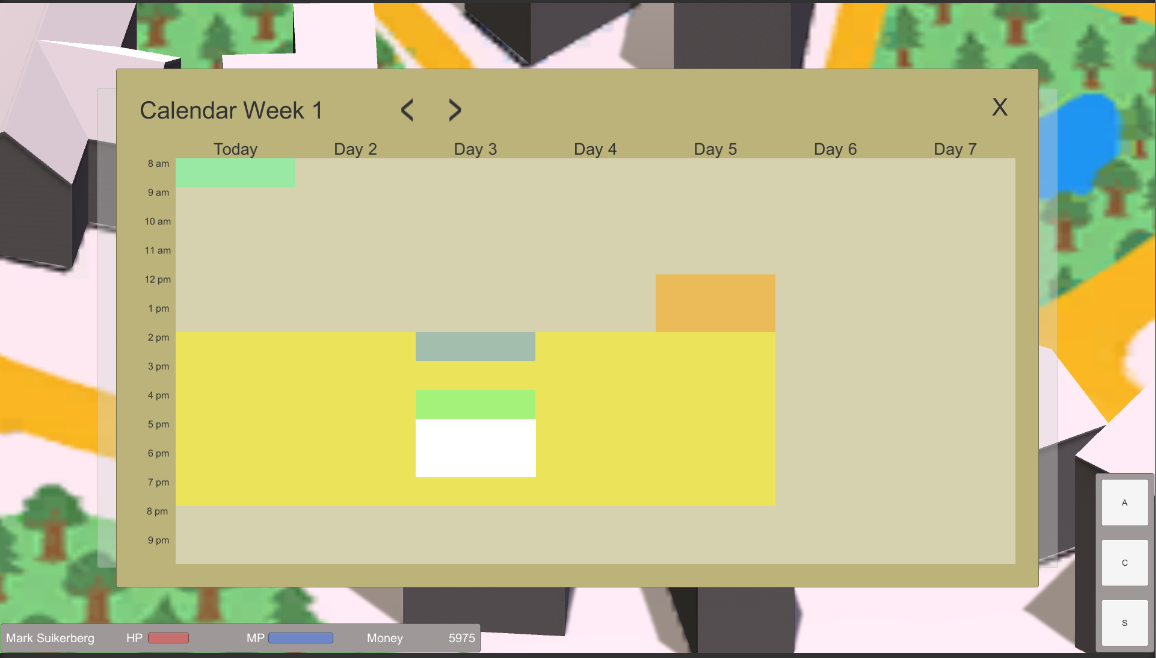 Calendar Week 1 < > X
Today Day 2 Day 3 Day 4 Day 5 Day 6 Day 7
8 am
9 am
10 am
11 am
12 pm
1 pm
2 pm
3 pm
4 pm
5 pm
6 pm
7 pm
8 pm
9 pm
A
C
S
Mark Suikerberg HP MP Money 5975